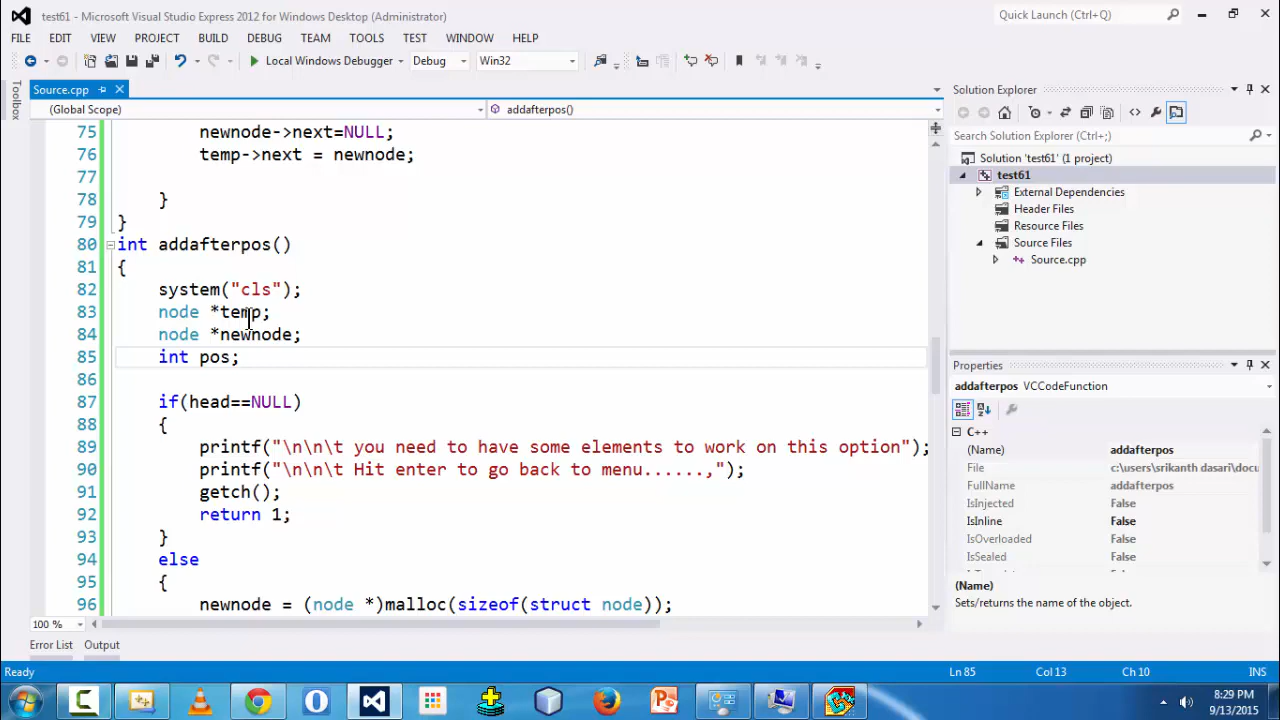 test61 - Microsoft Visual Studio Express 2012 for Windows Desktop (Administrator)
Quick Launch (Ctrl+Q)
FILE EDIT VIEW PROJECT BUILD DEBUG TEAM TOOLS TEST WINDOW HELP
Local Windows Debugger Debug Win32
Toolbox
Source.cpp
(Global Scope) addafterpos()
75 newnode->next=NULL;
76 temp->next = newnode;
77
78 }
79 }
80 int addafterpos()
81 {
82 system("cls");
83 node *temp;
84 node *newnode;
85 int pos;
86
87 if(head==NULL)
88 {
89 printf("\n\n\t you need to have some elements to work on this option");
90 printf("\n\n\t Hit enter to go back to menu......,");
91 getch();
92 return 1;
93 }
94 else
95 {
96 newnode = (node *)malloc(sizeof(struct node));
100 %
Error List Output
Solution Explorer
Search Solution Explorer (Ctrl+;)
Solution 'test61' (1 project)
test61
External Dependencies
Header Files
Resource Files
Source Files
Source.cpp
Properties
addafterpos VCCodeFunction
C++
(Name) addafterpos
File c:\users\srikanth dasari\docu
FullName addafterpos
IsInjected False
IsInline False
IsOverloaded False
IsSealed False
(Name)
Sets/returns the name of the object.
Ready Ln 85 Col 13 Ch 10 INS
8:29 PM
9/13/2015